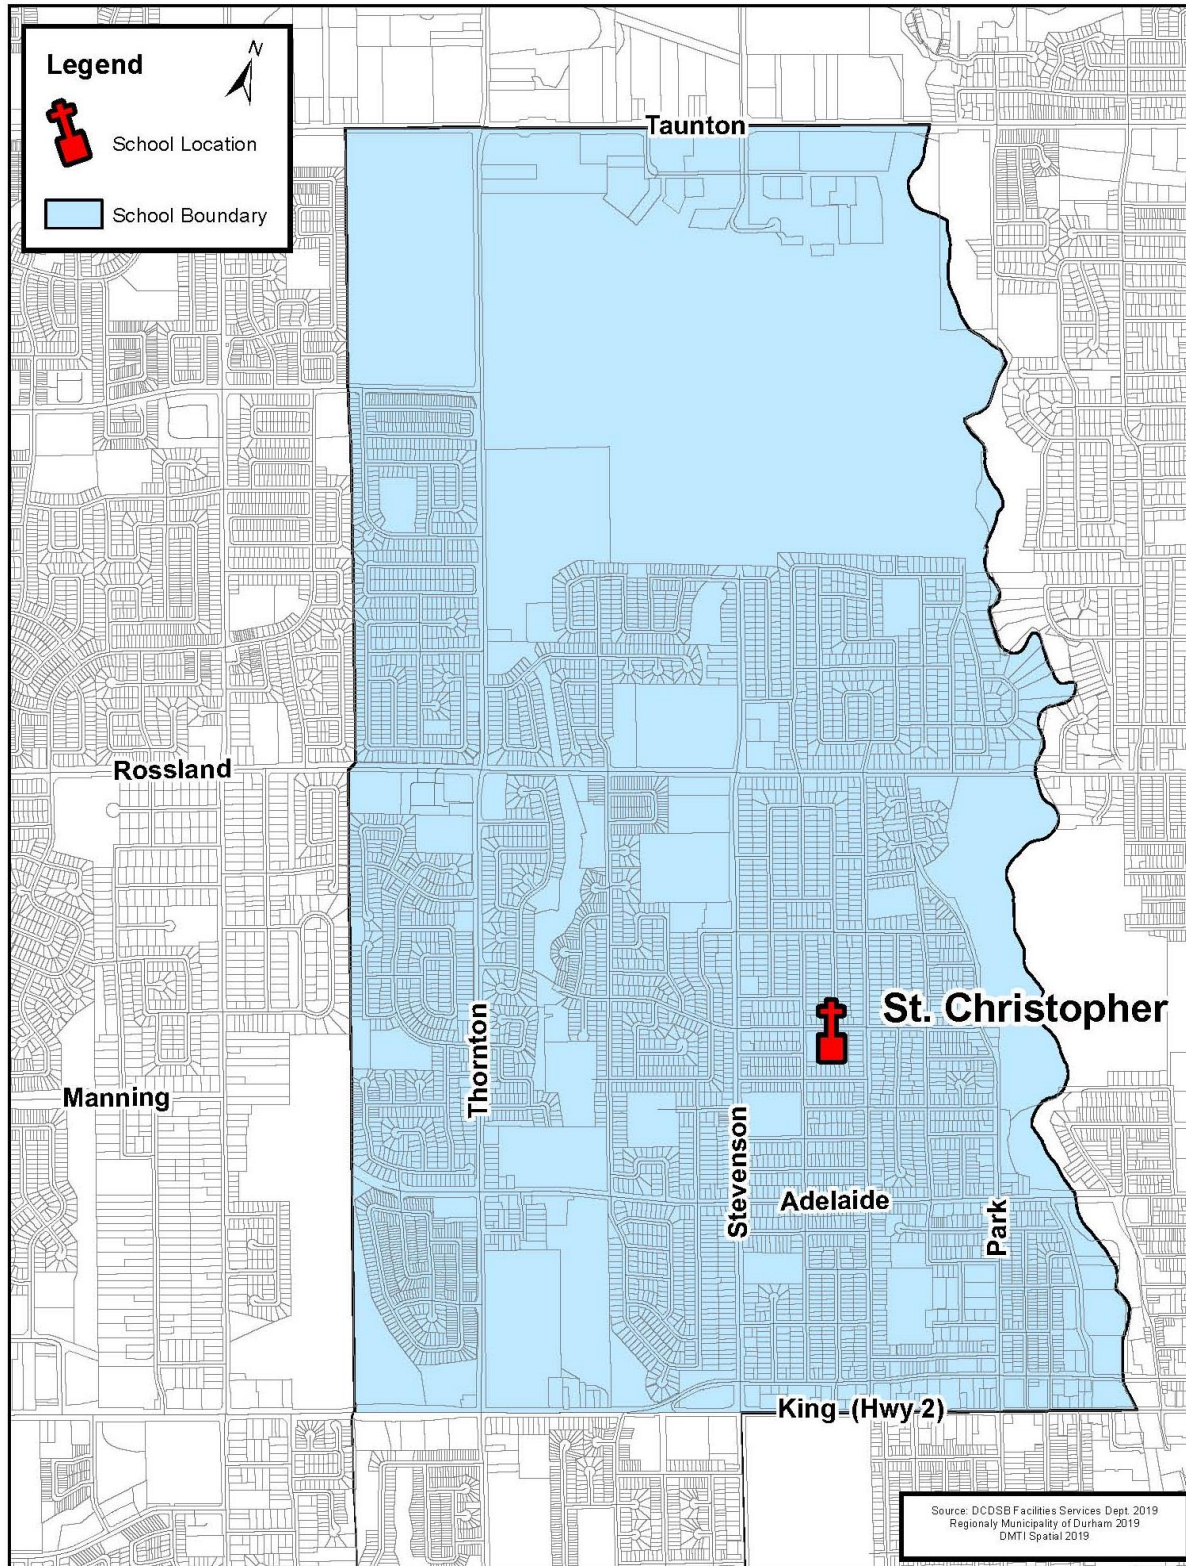 Legend
N
School Location
School Boundary
Taunton
Rossland
St. Christopher
Thornton
Manning
Stevenson
Adelaide
Park
King (Hwy 2)
Source: DCDSB Facilities Services Dept. 2019
Regionaly Municipality of Durham 2019
DMTI Spatial 2019